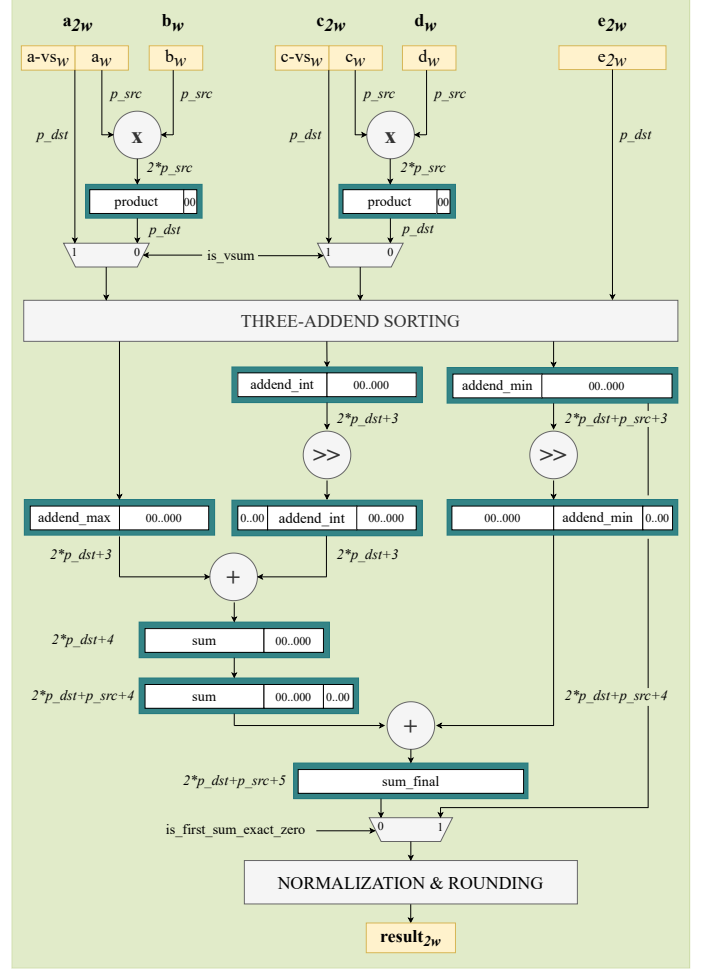 a2w bw c2w dw e2w
a-vsw aw bw c-vsw cw dw e2w
p_src p_src p_src p_src
p_dst x p_dst x p_dst
2*p_src 2*p_src
product 00 product 00
p_dst p_dst
1 0 is_vsum 1 0
THREE-ADDEND SORTING
addend_int 00..000 addend_min 00..000
2*p_dst+3 2*p_dst+p_src+3
>> >>
addend_max 00..000 0..00 addend_int 00..000 00..000 addend_min 0..00
2*p_dst+3 2*p_dst+3
+
2*p_dst+4 sum 00..000
2*p_dst+p_src+4 sum 00..000 0..00 2*p_dst+p_src+4
+
2*p_dst+p_src+5 sum_final
is_first_sum_exact_zero 0 1
NORMALIZATION & ROUNDING
result2w